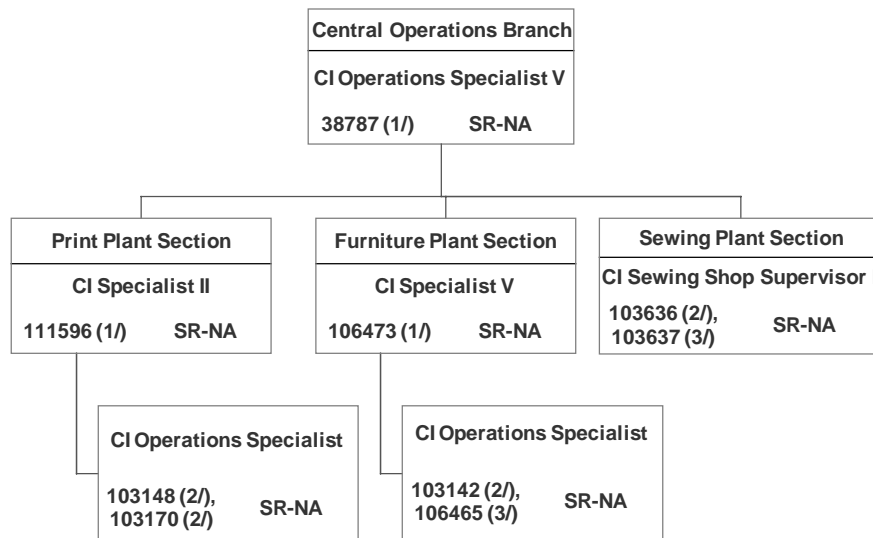 Central Operations Branch
CI Operations Specialist V
38787 (1/) SR-NA
Print Plant Section
CI Specialist II
111596 (1/) SR-NA
Furniture Plant Section
CI Specialist V
106473 (1/) SR-NA
Sewing Plant Section
CI Sewing Shop Supervisor
103636 (2/),
103637 (3/)
SR-NA
CI Operations Specialist
103148 (2/),
103170 (2/)
SR-NA
CI Operations Specialist
103142 (2/),
106465 (3/)
SR-NA